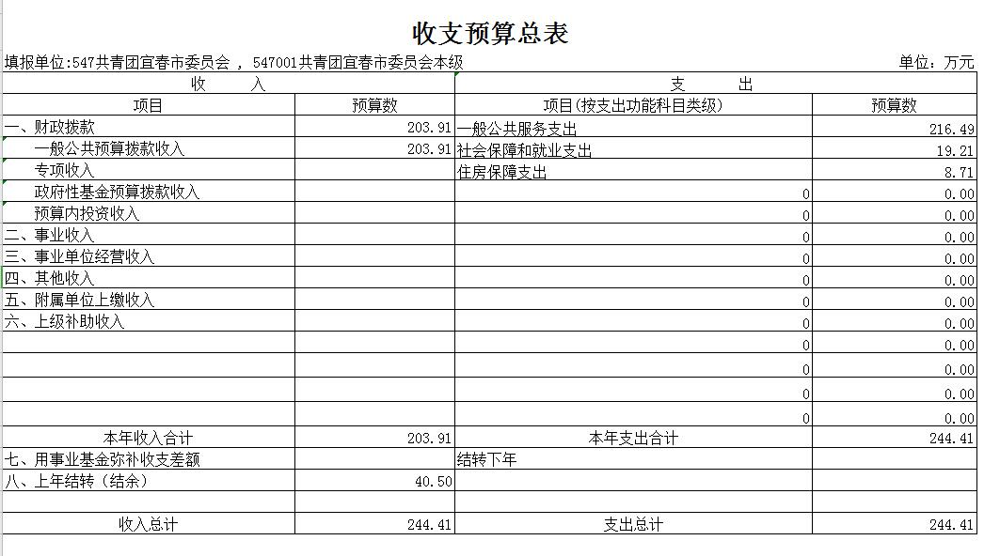 收支预算总表
填报单位:547共青团宜春市委员会 , 547001共青团宜春市委员会本级 单位：万元
收 入 支 出
项目 预算数 项目(按支出功能科目类级) 预算数
一、财政拨款 203.91 一般公共服务支出 216.49
一般公共预算拨款收入 203.91 社会保障和就业支出 19.21
专项收入 住房保障支出 8.71
政府性基金预算拨款收入 0 0.00
预算内投资收入 0 0.00
二、事业收入 0 0.00
三、事业单位经营收入 0 0.00
四、其他收入 0 0.00
五、附属单位上缴收入 0 0.00
六、上级补助收入 0 0.00
0 0.00
0 0.00
0 0.00
0 0.00
本年收入合计 203.91 本年支出合计 244.41
七、用事业基金弥补收支差额 结转下年
八、上年结转（结余） 40.50
收入总计 244.41 支出总计 244.41